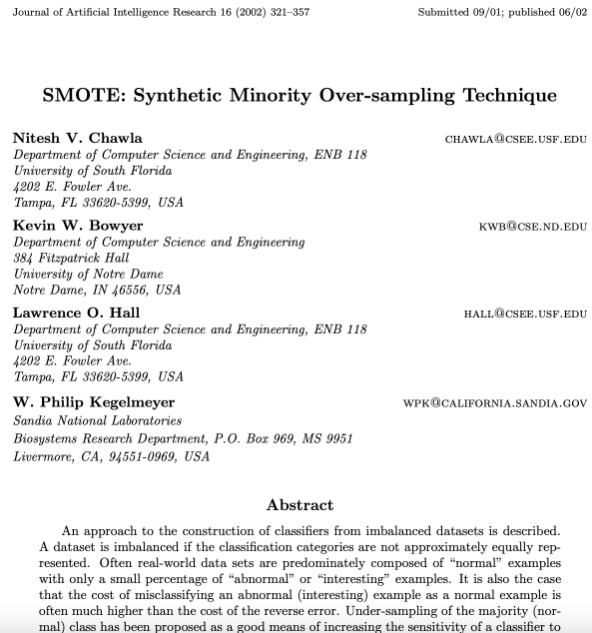 Journal of Artificial Intelligence Research 16 (2002) 321–357 Submitted 09/01; published 06/02
SMOTE: Synthetic Minority Over-sampling Technique
Nitesh V. Chawla CHAWLA@CSEE.USF.EDU
Department of Computer Science and Engineering, ENB 118
University of South Florida
4202 E. Fowler Ave.
Tampa, FL 33620-5399, USA
Kevin W. Bowyer KWB@CSE.ND.EDU
Department of Computer Science and Engineering
384 Fitzpatrick Hall
University of Notre Dame
Notre Dame, IN 46556, USA
Lawrence O. Hall HALL@CSEE.USF.EDU
Department of Computer Science and Engineering, ENB 118
University of South Florida
4202 E. Fowler Ave.
Tampa, FL 33620-5399, USA
W. Philip Kegelmeyer WPK@CALIFORNIA.SANDIA.GOV
Sandia National Laboratories
Biosystems Research Department, P.O. Box 969, MS 9951
Livermore, CA, 94551-0969, USA
Abstract
An approach to the construction of classifiers from imbalanced datasets is described.
A dataset is imbalanced if the classification categories are not approximately equally rep-
resented. Often real-world data sets are predominately composed of “normal” examples
with only a small percentage of “abnormal” or “interesting” examples. It is also the case
that the cost of misclassifying an abnormal (interesting) example as a normal example is
often much higher than the cost of the reverse error. Under-sampling of the majority (nor-
mal) class has been proposed as a good means of increasing the sensitivity of a classifier to